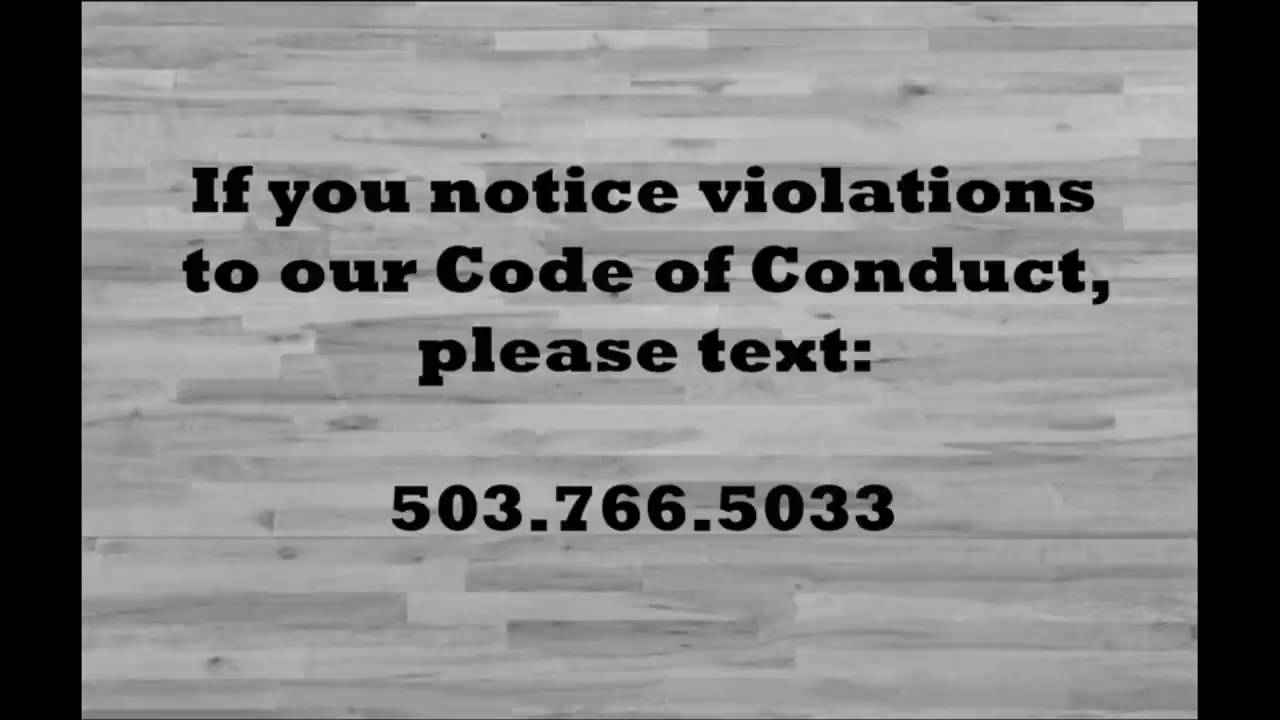 If you notice violations
to our Code of Conduct,
please text:
503.766.5033